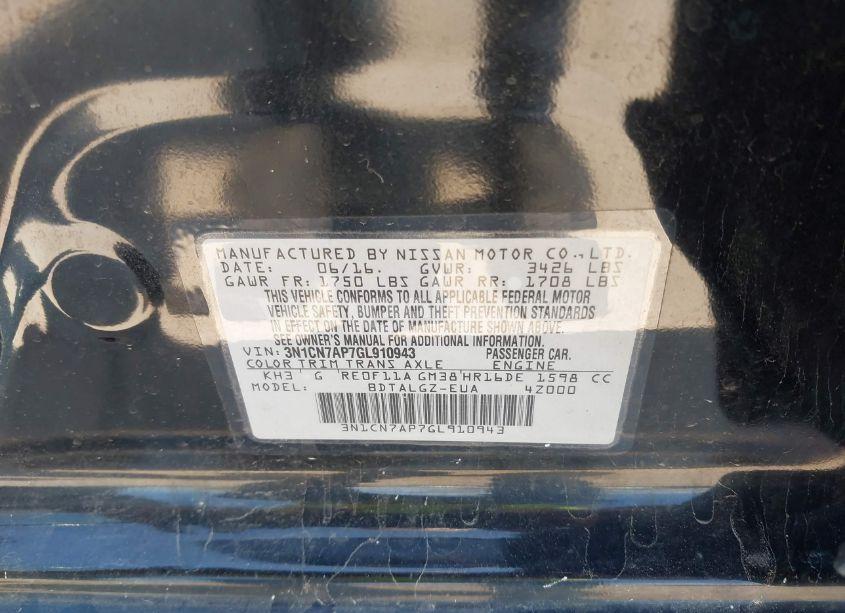 MANUFACTURED BY NISSAN MOTOR CO.,LTD.
DATE: 06/16. GVWR: 3426 LBS
GAWR FR: 1750 LBS GAWR RR: 1708 LBS
THIS VEHICLE CONFORMS TO ALL APPLICABLE FEDERAL MOTOR
VEHICLE SAFETY, BUMPER AND THEFT PREVENTION STANDARDS
IN EFFECT ON THE DATE OF MANUFACTURE SHOWN ABOVE.
SEE OWNER'S MANUAL FOR ADDITIONAL INFORMATION.
VIN: 3N1CN7AP7GL910943 PASSENGER CAR.
COLOR TRIM TRANS AXLE ENGINE
KH3 G RE0F11A GM38 HR16DE 1598 CC
MODEL: BDTALGZ-EUA 4Z000
3N1CN7AP7GL910943